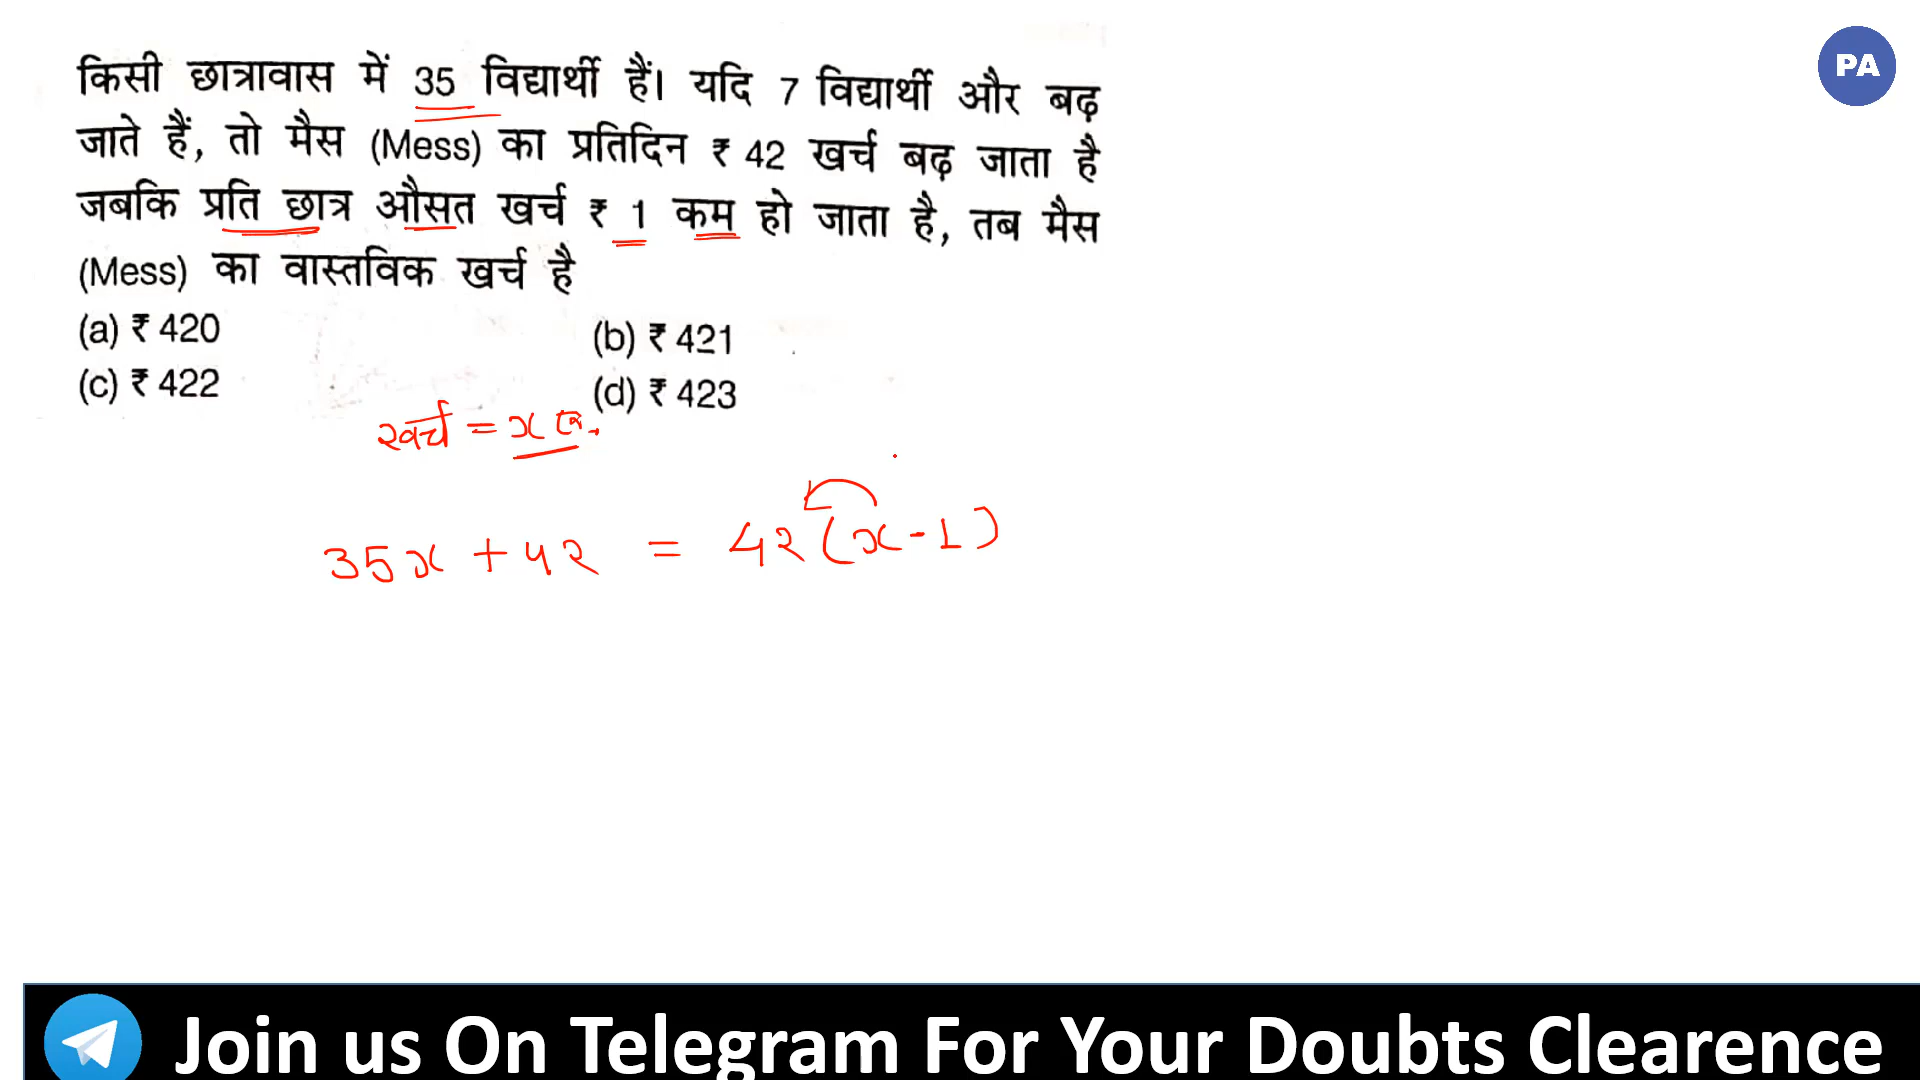 PA
किसी छात्रावास में 35 विद्यार्थी हैं। यदि 7 विद्यार्थी और बढ़
जाते हैं, तो मैस (Mess) का प्रतिदिन ₹ 42 खर्च बढ़ जाता है
जबकि प्रति छात्र औसत खर्च ₹ 1 कम हो जाता है, तब मैस
(Mess) का वास्तविक खर्च है
(a) ₹ 420 (b) ₹ 421
(c) ₹ 422 (d) ₹ 423
खर्च = x रु.
35x + 42 = 42 (x - 1)
Join us On Telegram For Your Doubts Clearence